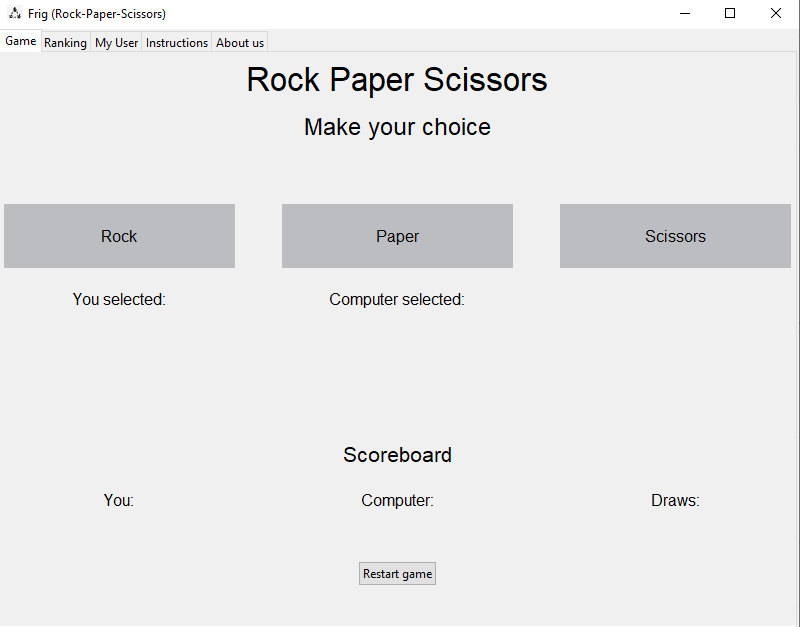 Frig (Rock-Paper-Scissors)
Game Ranking My User Instructions About us
Rock Paper Scissors
Make your choice
Rock Paper Scissors
You selected: Computer selected:
Scoreboard
You: Computer: Draws:
Restart game